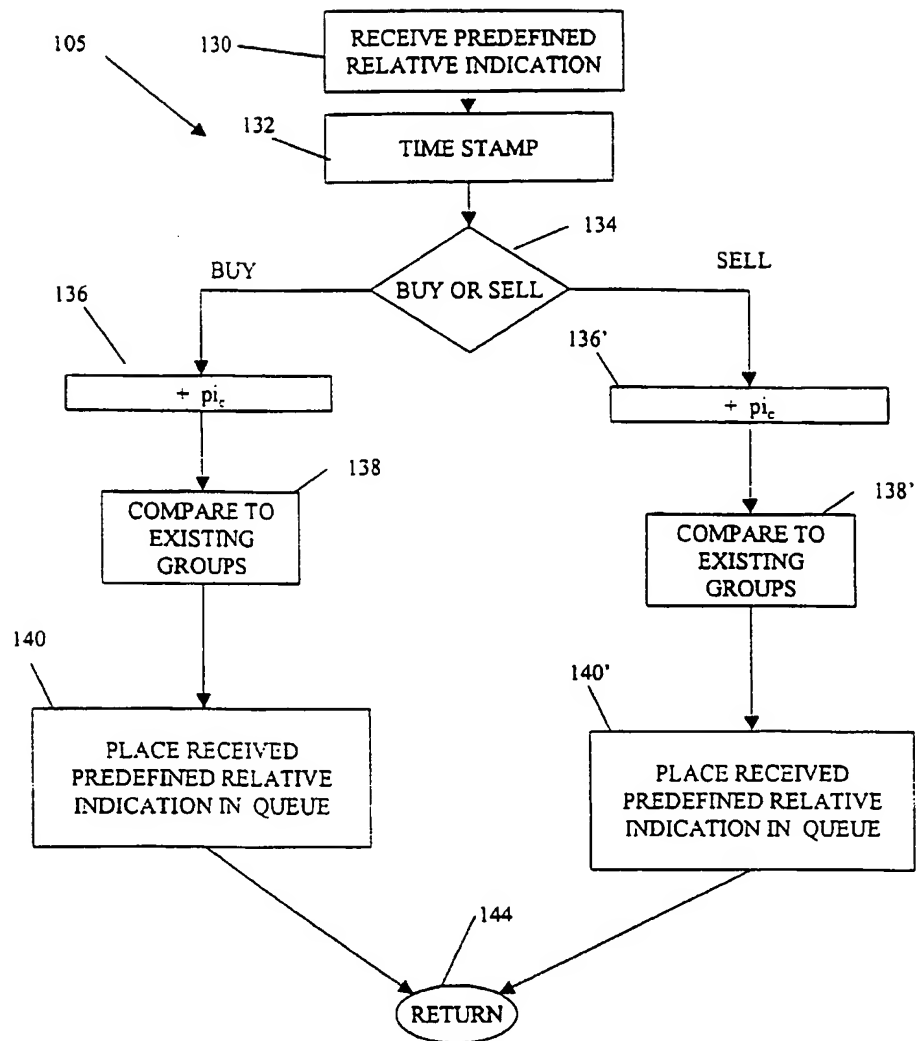 105
130
RECEIVE PREDEFINED
RELATIVE INDICATION
132
TIME STAMP
134
BUY
SELL
BUY OR SELL
136
136'
+ pi_c
+ pi_c
138
138'
COMPARE TO
EXISTING
GROUPS
COMPARE TO
EXISTING
GROUPS
140
140'
PLACE RECEIVED
PREDEFINED RELATIVE
INDICATION IN QUEUE
PLACE RECEIVED
PREDEFINED RELATIVE
INDICATION IN QUEUE
144
RETURN